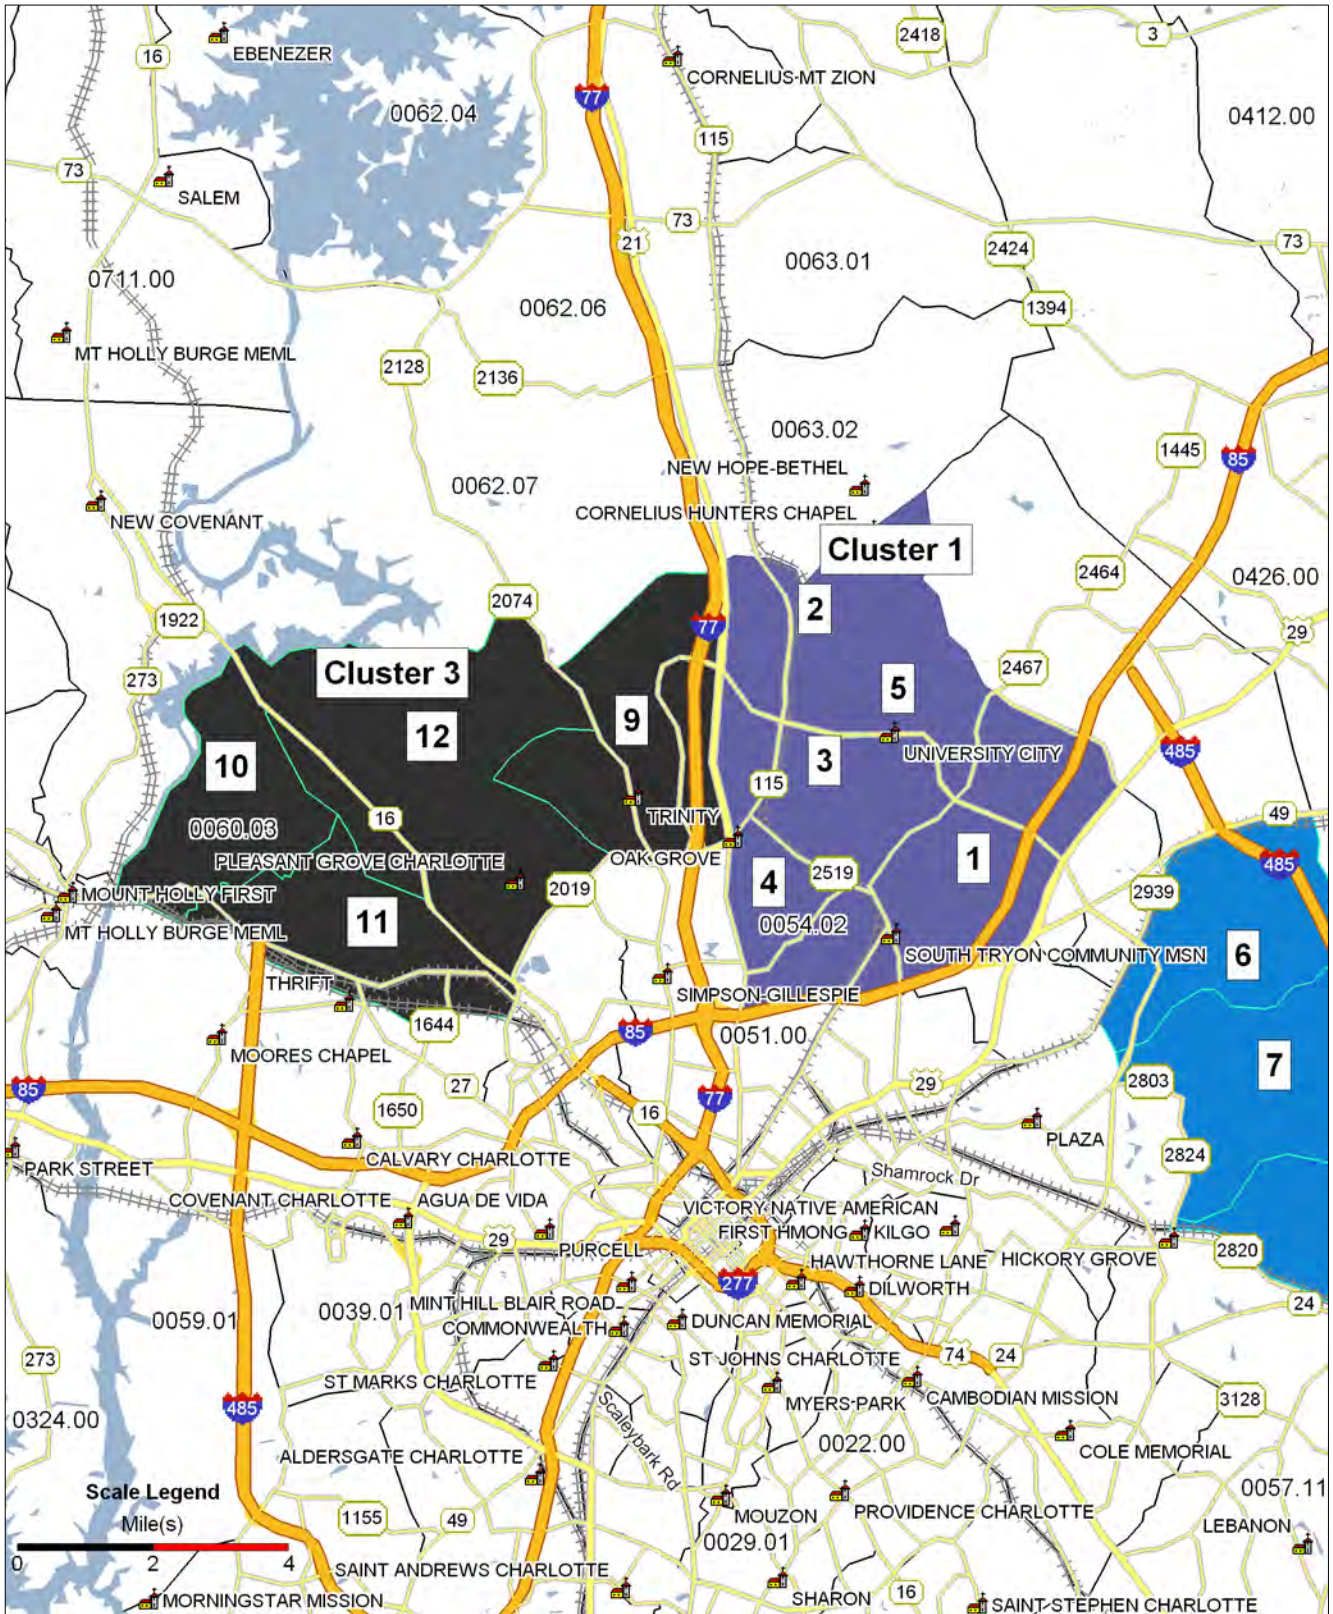 EBENEZER
16
2418
3
77
CORNELIUS-MT ZION
0062.04
0412.00
115
73
SALEM
73
21
2424
73
0063.01
0711.00
0062.06
1394
MT HOLLY BURGE MEML
2128
2136
0063.02
1445
85
NEW HOPE-BETHEL
0062.07
CORNELIUS HUNTERS CHAPEL
NEW COVENANT
Cluster 1
2464
0426.00
2074
2
1922
77
29
Cluster 3
2467
273
5
9
12
10
3
UNIVERSITY CITY
485
115
16
TRINITY
49
0060.03
PLEASANT GROVE CHARLOTTE
OAK GROVE
1
485
2519
4
2019
2939
MOUNT HOLLY FIRST
11
0054.02
MT HOLLY BURGE MEML
SOUTH TRYON COMMUNITY MSN
6
THRIFT
SIMPSON-GILLESPIE
1644
85
0051.00
MOORES CHAPEL
7
85
27
29
2803
77
1650
16
PLAZA
CALVARY CHARLOTTE
2824
PARK STREET
Shamrock Dr
COVENANT CHARLOTTE
AGUA DE VIDA
VICTORY NATIVE AMERICAN
FIRST HMONG
KILGO
29
PURCELL
HAWTHORNE LANE
HICKORY GROVE
2820
277
DILWORTH
0039.01
MINT HILL BLAIR ROAD
24
0059.01
COMMONWEALTH
DUNCAN MEMORIAL
273
ST JOHNS CHARLOTTE
74
24
ST MARKS CHARLOTTE
MYERS-PARK
CAMBODIAN MISSION
485
3128
0324.00
Scaleybark Rd
0022.00
COLE MEMORIAL
ALDERSGATE CHARLOTTE
0057.11
Scale Legend
Mile(s)
1155
49
MOUZON
PROVIDENCE CHARLOTTE
LEBANON
0029.01
0
2
4
SAINT ANDREWS CHARLOTTE
SHARON
16
MORNINGSTAR MISSION
SAINT STEPHEN CHARLOTTE